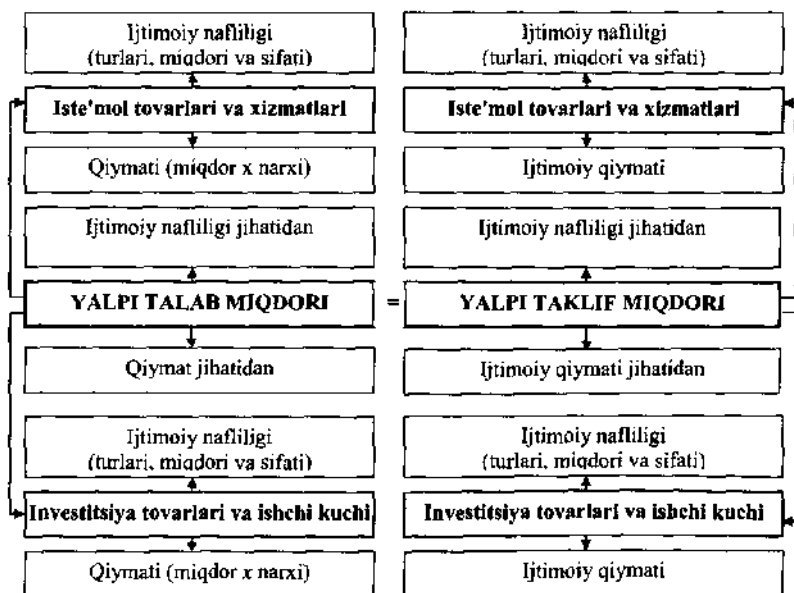 Ijtimoiy nafliligi
(turlari, miqdori va sifati)
Iste'mol tovarlari va xizmatlari
Qiymati (miqdor x narxi)
Ijtimoiy nafliligi jihatidan
YALPI TALAB MIQDORI
Qiymat jihatidan
Ijtimoiy nafliligi
(turlari, miqdori va sifati)
Investitsiya tovarlari va ishchi kuchi
Qiymati (miqdor x narxi)
=
Ijtimoiy nafliligi
(turlari, miqdori va sifati)
Iste'mol tovarlari va xizmatlari
Ijtimoiy qiymati
Ijtimoiy nafliligi jihatidan
YALPI TAKLIF MIQDORI
Ijtimoiy qiymati jihatidan
Ijtimoiy nafliligi
(turlari, miqdori va sifati)
Investitsiya tovarlari va ishchi kuchi
Ijtimoiy qiymati